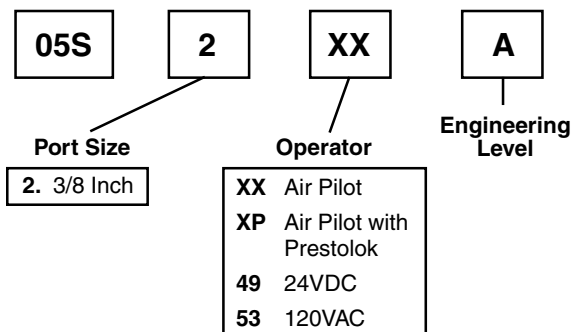 05S 2 XX A
Port Size
2. 3/8 Inch
Operator
XX Air Pilot
XP Air Pilot with
Prestolok
49 24VDC
53 120VAC
Engineering
Level